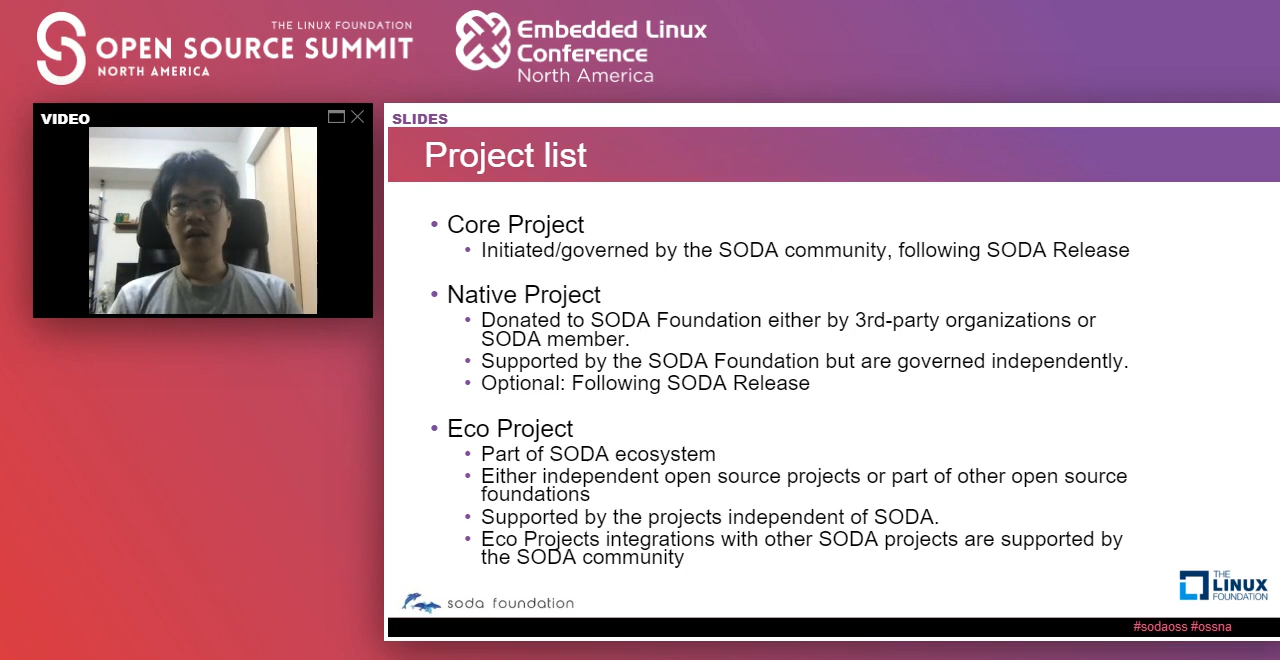 THE LINUX FOUNDATION
OPEN SOURCE SUMMIT
NORTH AMERICA
Embedded Linux
Conference
North America
VIDEO
SLIDES
Project list
• Core Project
• Initiated/governed by the SODA community, following SODA Release
• Native Project
• Donated to SODA Foundation either by 3rd-party organizations or
SODA member.
• Supported by the SODA Foundation but are governed independently.
• Optional: Following SODA Release
• Eco Project
• Part of SODA ecosystem
• Either independent open source projects or part of other open source
foundations
• Supported by the projects independent of SODA.
• Eco Projects integrations with other SODA projects are supported by
the SODA community
soda foundation
THE
LINUX
FOUNDATION
#sodaoss #ossna